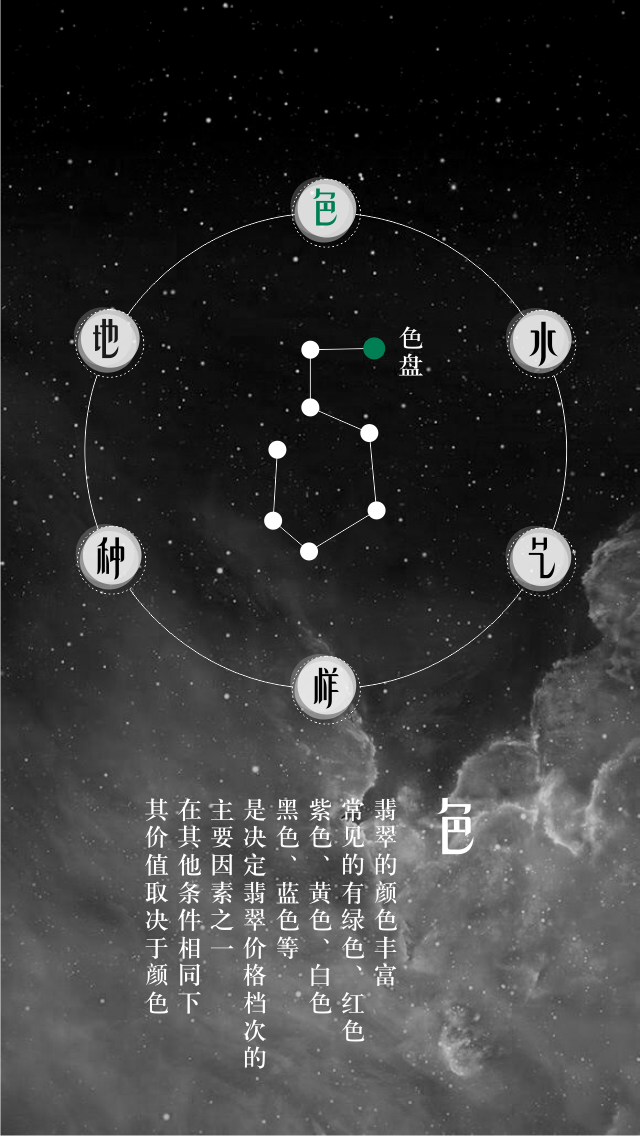 色
地
水
色盘
种
艺
样
色
翡翠的颜色丰富
常见的有绿色、红色
紫色、黄色、白色
黑色、蓝色等
是决定翡翠价格档次的
主要因素之一
在其他条件相同下
其价值取决于颜色